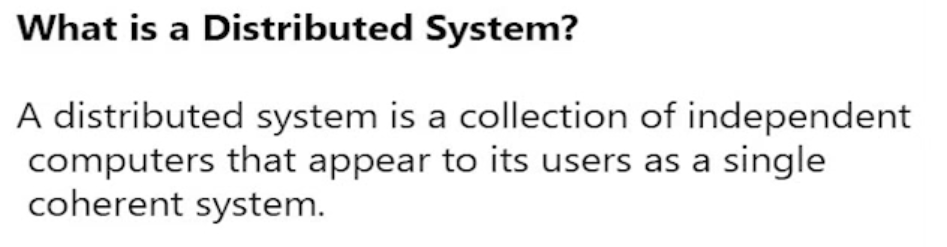 What is a Distributed System?
A distributed system is a collection of independent
computers that appear to its users as a single
coherent system.